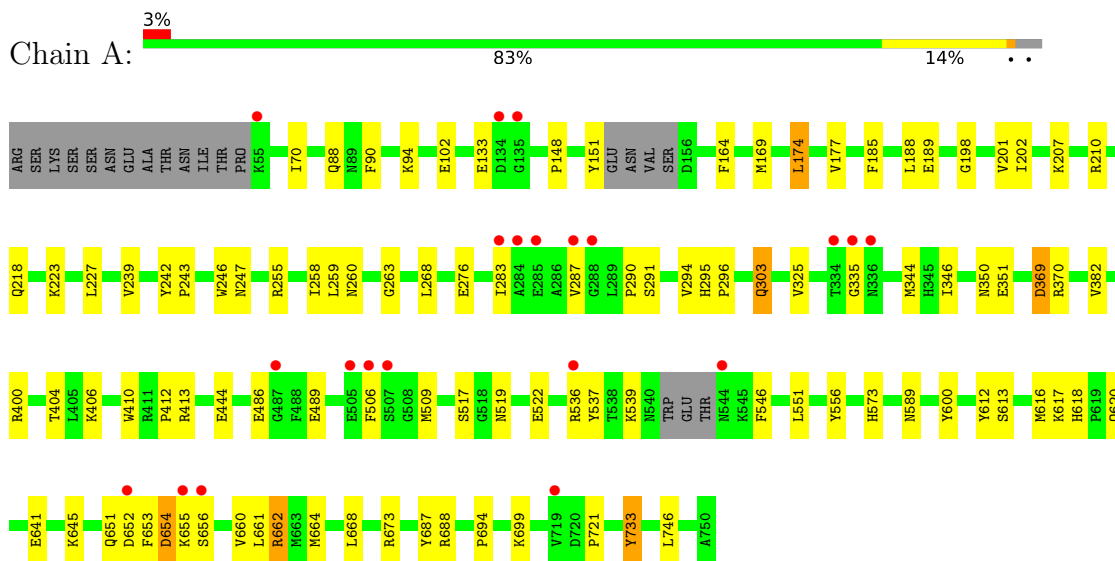 3%
Chain A:
83% 14% • •
ARG SER LYS SER SER ASN GLU ALA THR ASN ILE THR PRO K55 I70 Q88 N89 F90 K94 E102 E133 D134 G135 P148 Y151 GLU ASN VAL SER D156 F164 M169 L174 V177 F185 L188 E189 G198 V201 I202 K207 R210
Q218 K223 L227 V239 Y242 P243 W246 N247 R255 I258 L259 N260 G263 L268 E276 I283 A284 E285 A286 V287 G288 L289 P290 S291 V294 H295 P296 Q303 V325 T334 G335 N336 M344 H345 I346 N350 E351 D369 R370 V382
R400 T404 L405 K406 W410 R411 P412 R413 E444 E486 G487 F488 E489 E505 F506 S507 G508 M509 S517 G518 N519 E522 R536 Y537 T538 K539 N540 TRP GLU THR N544 K545 F546 L551 Y556 H573 N589 Y600 Y612 S613 M616 K617 H618 P619
E641 K645 Q651 D652 F653 D654 K655 S656 V660 L661 R662 M663 M664 L668 R673 Y687 R688 P694 K699 V719 D720 P721 Y733 L746 A750